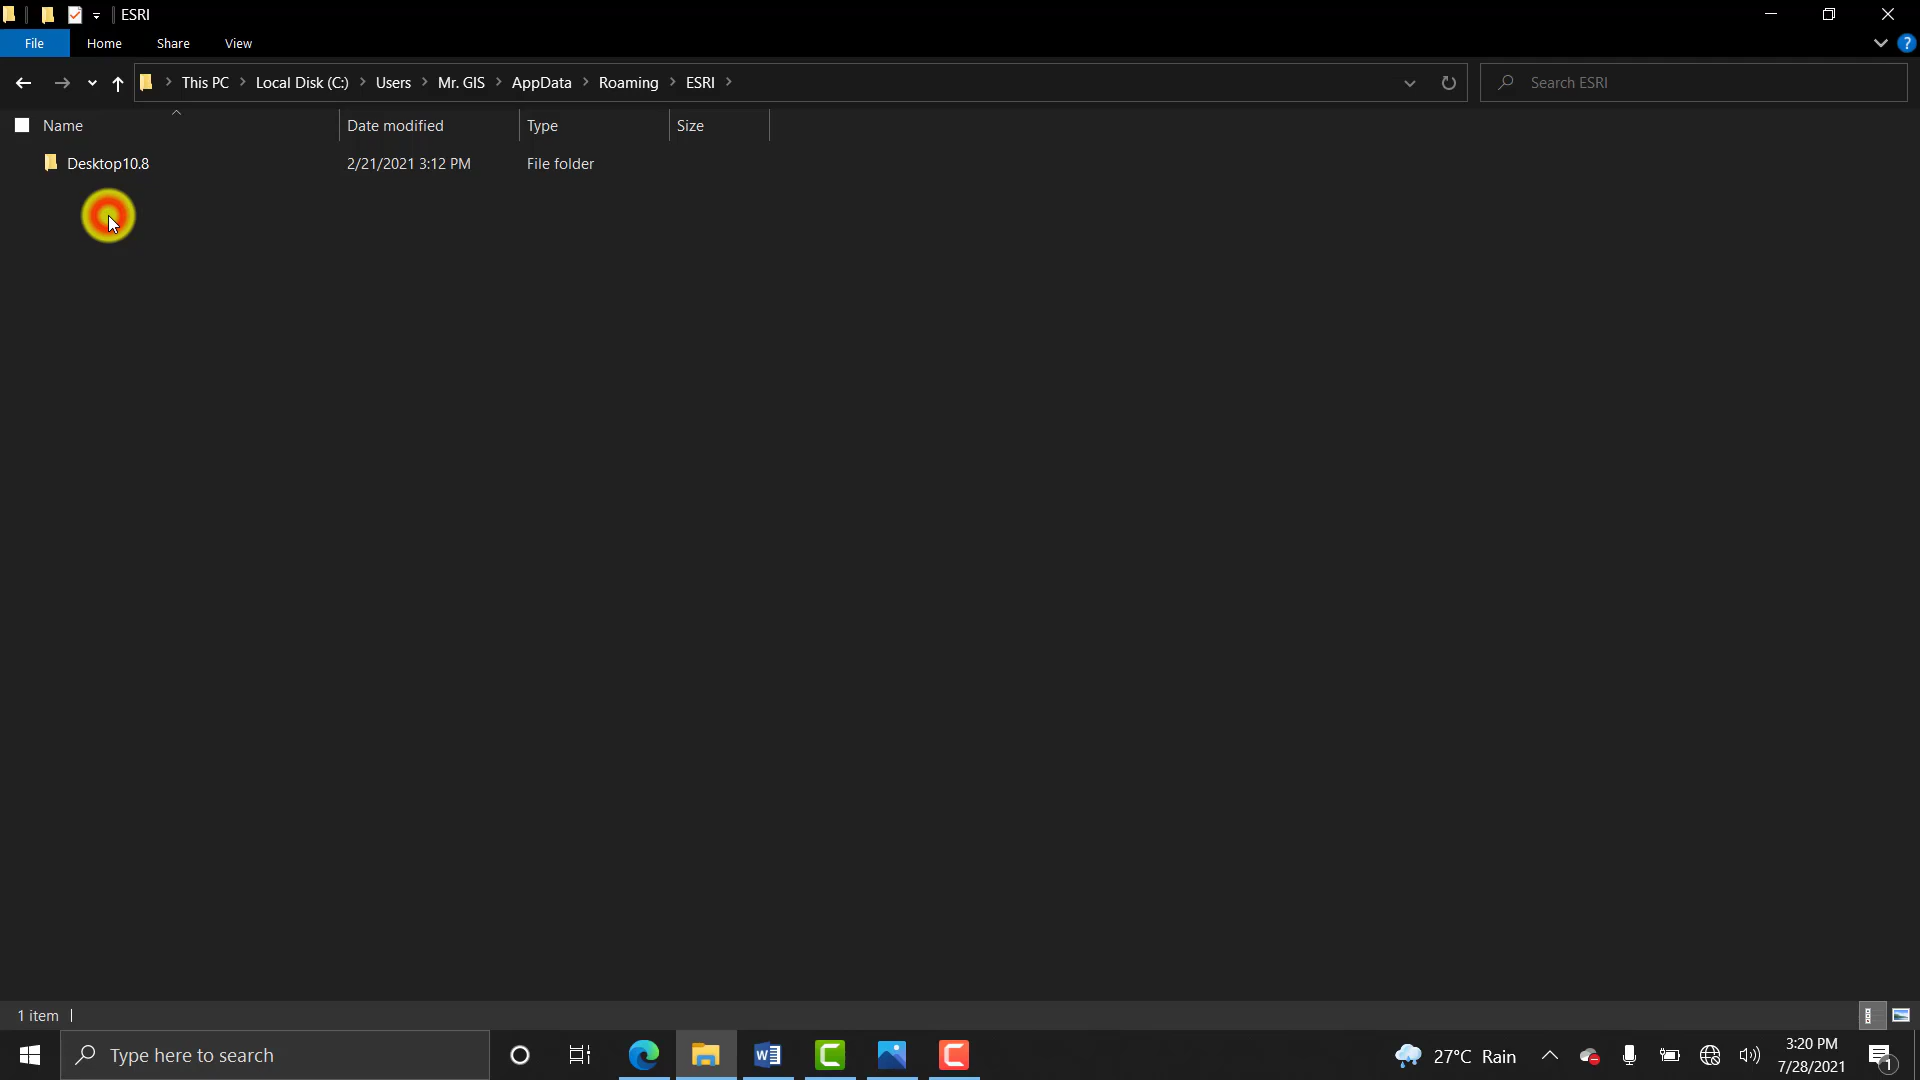 ESRI
File Home Share View
This PC Local Disk (C:) Users Mr. GIS AppData Roaming ESRI Search ESRI
Name Date modified Type Size
Desktop10.8 2/21/2021 3:12 PM File folder
1 item
Type here to search 27°C Rain 3:20 PM
7/28/2021 1